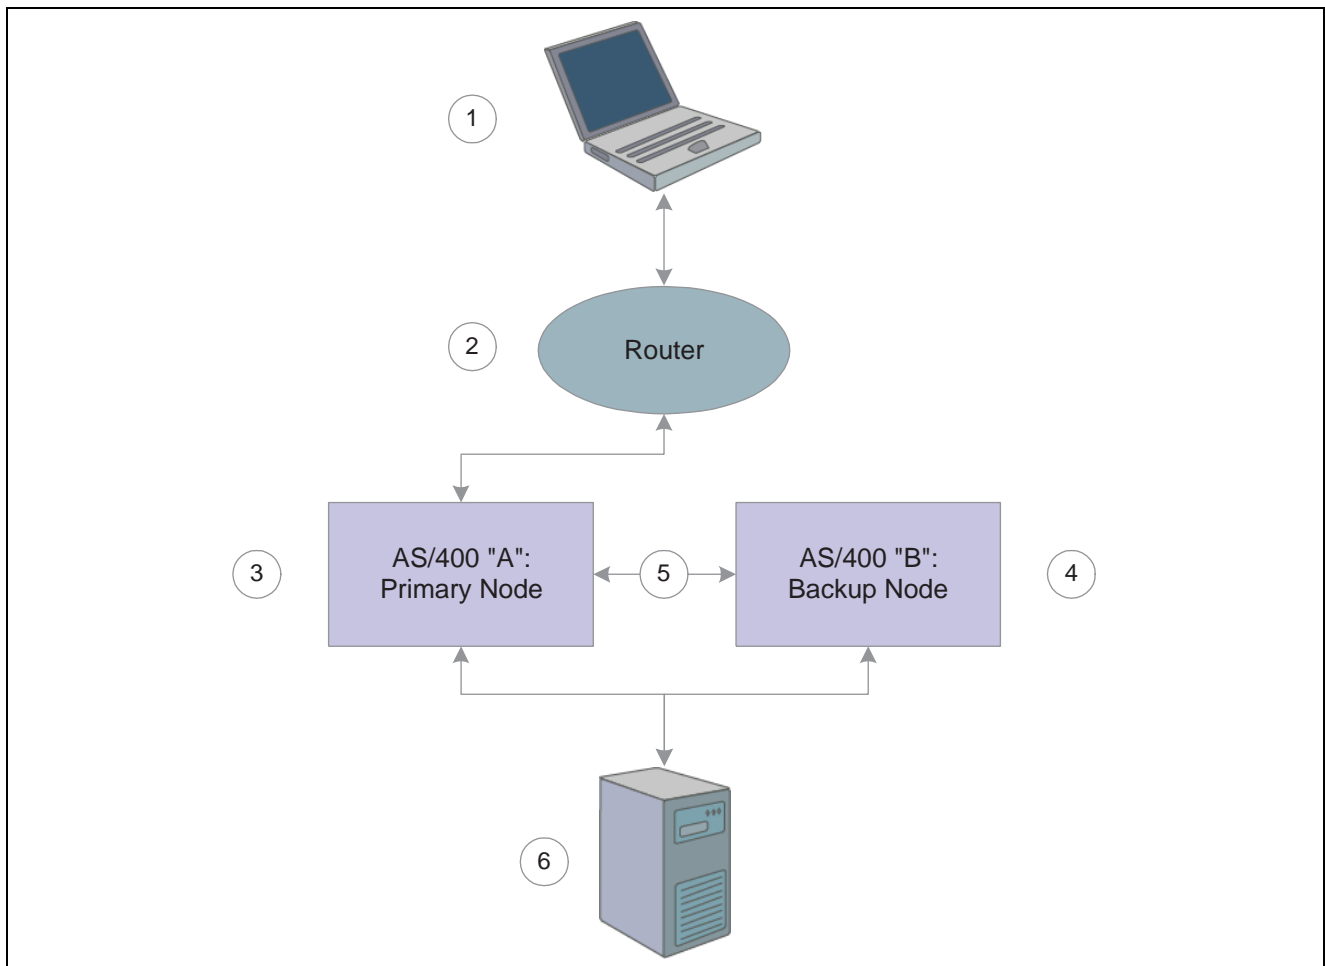 1
2
Router
3
AS/400 "A":
Primary Node
5
AS/400 "B":
Backup Node
4
6